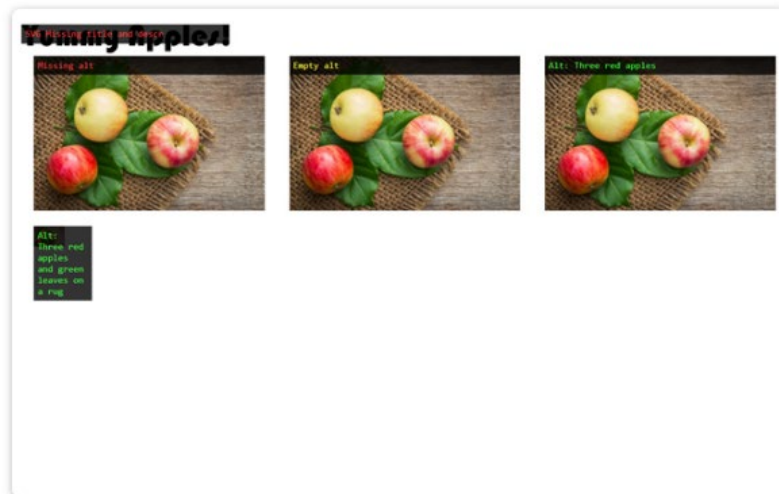 SVG Missing title and desc
Yummy Apples!
Missing alt
Empty alt
Alt: Three red apples
Alt:
Three red
apples
and green
leaves on
a rug